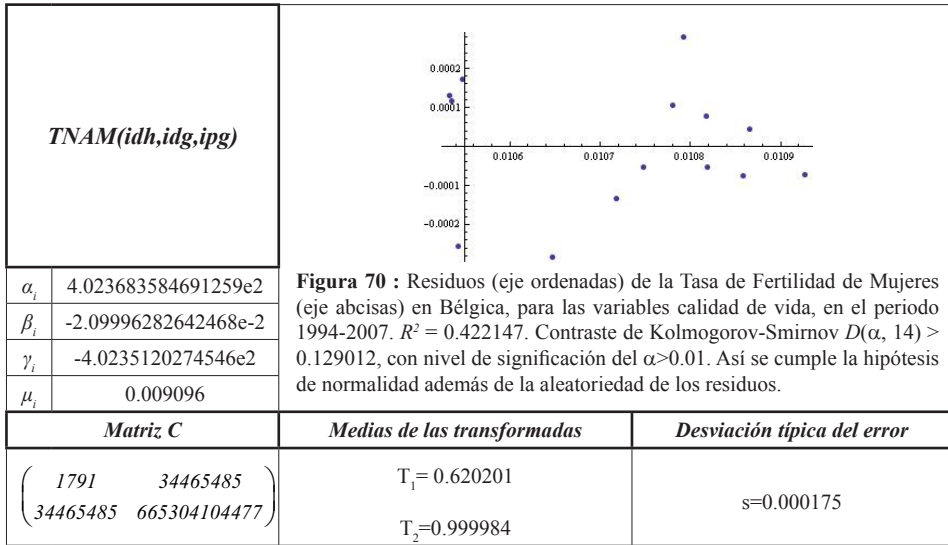 TNAM(idh,idg,ipg)
0.0002
0.0001
0.0106 0.0107 0.0108 0.0109
-0.0001
-0.0002
αi 4.023683584691259e2
βi -2.09996282642468e-2
γi -4.0235120274546e2
μi 0.009096
Figura 70 : Residuos (eje ordenadas) de la Tasa de Fertilidad de Mujeres
(eje abcisas) en Bélgica, para las variables calidad de vida, en el periodo
1994-2007. R² = 0.422147. Contraste de Kolmogorov-Smirnov D(α, 14) >
0.129012, con nivel de significación del α>0.01. Así se cumple la hipótesis
de normalidad además de la aleatoriedad de los residuos.
Matriz C Medias de las transformadas Desviación típica del error
1791 34465485
34465485 665304104477
T1= 0.620201
T2=0.999984
s=0.000175